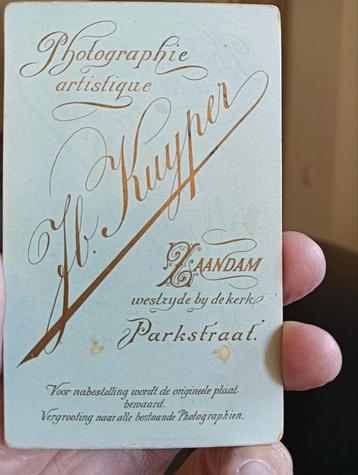 Photographie
artistique
Jb. Kuyper
ZAANDAM
westzyde by de kerk
Parkstraat.
Voor nabestelling wordt de origineele plaat
bewaard.
Vergrooting naar alle bestaande Photographien.